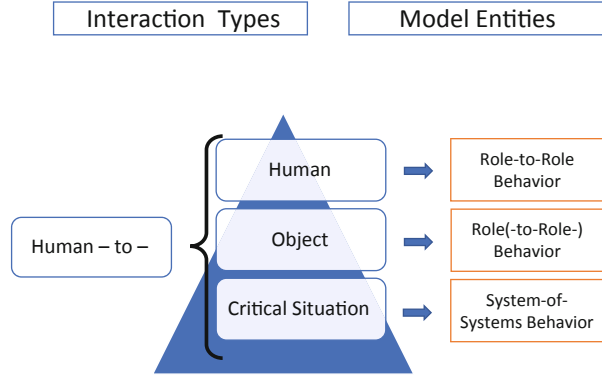 Interaction Types
Model Entities
Human
Role-to-Role
Behavior
Human – to –
Object
Role(-to-Role-)
Behavior
Critical Situation
System-of-
Systems Behavior